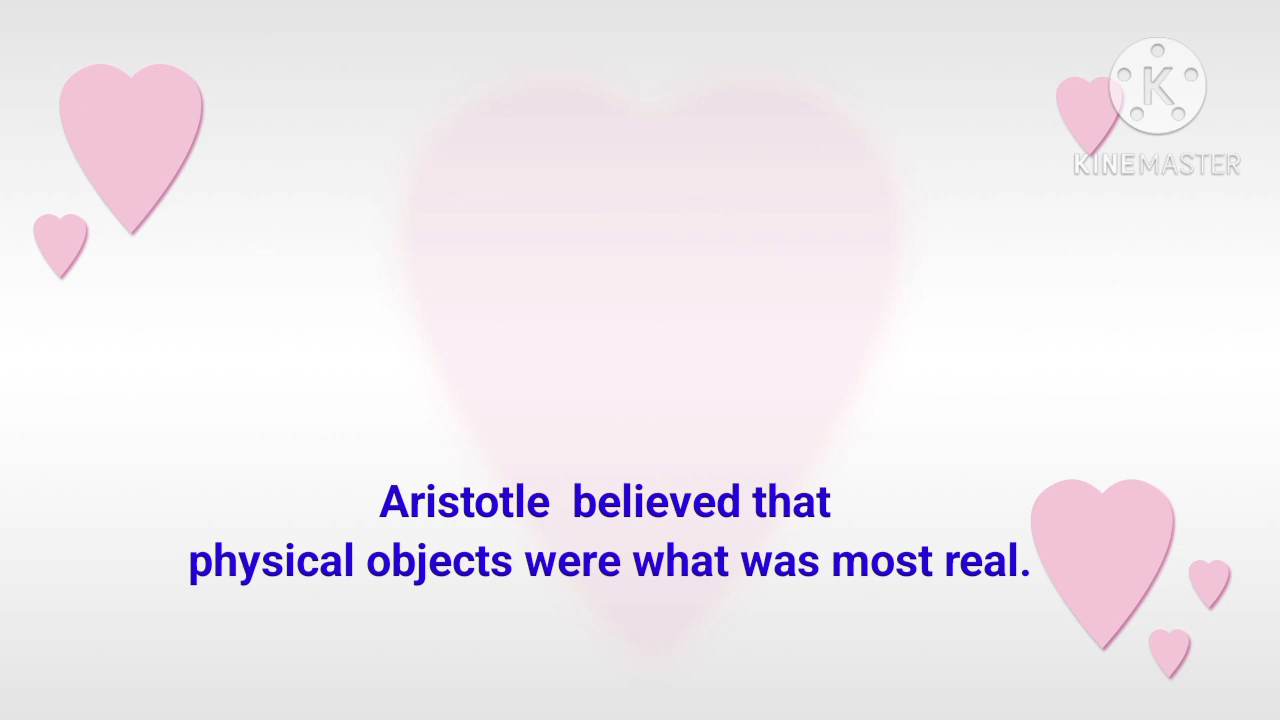 K
KINEMASTER
Aristotle  believed that
physical objects were what was most real.